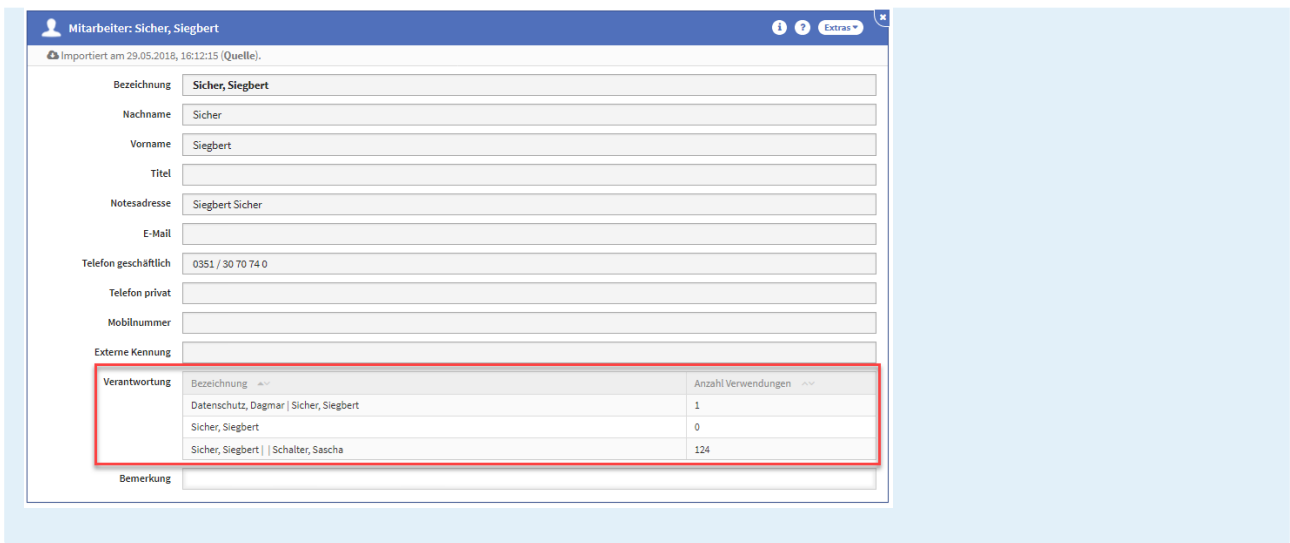 Mitarbeiter: Sicher, Siegbert i ? Extras x
Importiert am 29.05.2018, 16:12:15 (Quelle).
Bezeichnung Sicher, Siegbert
Nachname Sicher
Vorname Siegbert
Titel
Notesadresse Siegbert Sicher
E-Mail
Telefon geschäftlich 0351 / 30 70 74 0
Telefon privat
Mobilnummer
Externe Kennung
Verantwortung Bezeichnung Anzahl Verwendungen
Datenschutz, Dagmar | Sicher, Siegbert 1
Sicher, Siegbert 0
Sicher, Siegbert | | Schalter, Sascha 124
Bemerkung